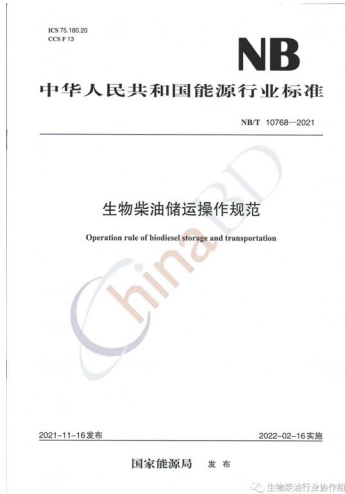 ICS 75.180.20
CCS F 13
NB
中华人民共和国能源行业标准
NB/T 10768—2021
生物柴油储运操作规范
Operation rule of biodiesel storage and transportation
ChinaBD
2021-11-16发布
2022-02-16实施
国家能源局 发布
生物柴油行业协作组